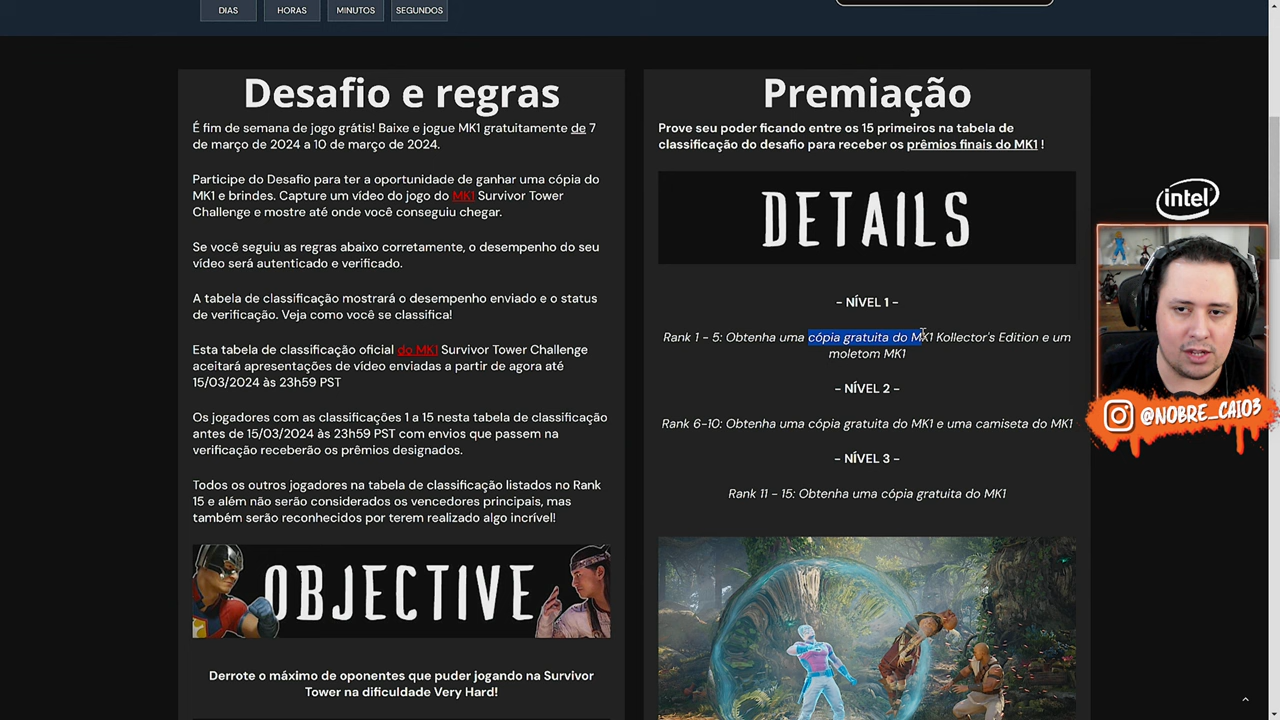 DIAS
HORAS
MINUTOS
SEGUNDOS
Desafio e regras
É fim de semana de jogo grátis! Baixe e jogue MK1 gratuitamente de 7
de março de 2024 a 10 de março de 2024.
Participe do Desafio para ter a oportunidade de ganhar uma cópia do
MK1 e brindes. Capture um vídeo do jogo do MK1 Survivor Tower
Challenge e mostre até onde você conseguiu chegar.
Se você seguiu as regras abaixo corretamente, o desempenho do seu
vídeo será autenticado e verificado.
A tabela de classificação mostrará o desempenho enviado e o status
de verificação. Veja como você se classifica!
Esta tabela de classificação oficial do MK1 Survivor Tower Challenge
aceitará apresentações de vídeo enviadas a partir de agora até
15/03/2024 às 23h59 PST
Os jogadores com as classificações 1 a 15 nesta tabela de classificação
antes de 15/03/2024 às 23h59 PST com envios que passem na
verificação receberão os prêmios designados.
Todos os outros jogadores na tabela de classificação listados no Rank
15 e além não serão considerados os vencedores principais, mas
também serão reconhecidos por terem realizado algo incrível!
OBJECTIVE
Derrote o máximo de oponentes que puder jogando na Survivor
Tower na dificuldade Very Hard!
Premiação
Prove seu poder ficando entre os 15 primeiros na tabela de
classificação do desafio para receber os prêmios finais do MK1 !
DETAILS
- NÍVEL 1 -
Rank 1 - 5: Obtenha uma cópia gratuita do MK1 Kollector's Edition e um
moletom MK1
- NÍVEL 2 -
Rank 6-10: Obtenha uma cópia gratuita do MK1 e uma camiseta do MK1
- NÍVEL 3 -
Rank 11 - 15: Obtenha uma cópia gratuita do MK1
intel
@NOBRE_CAIO3